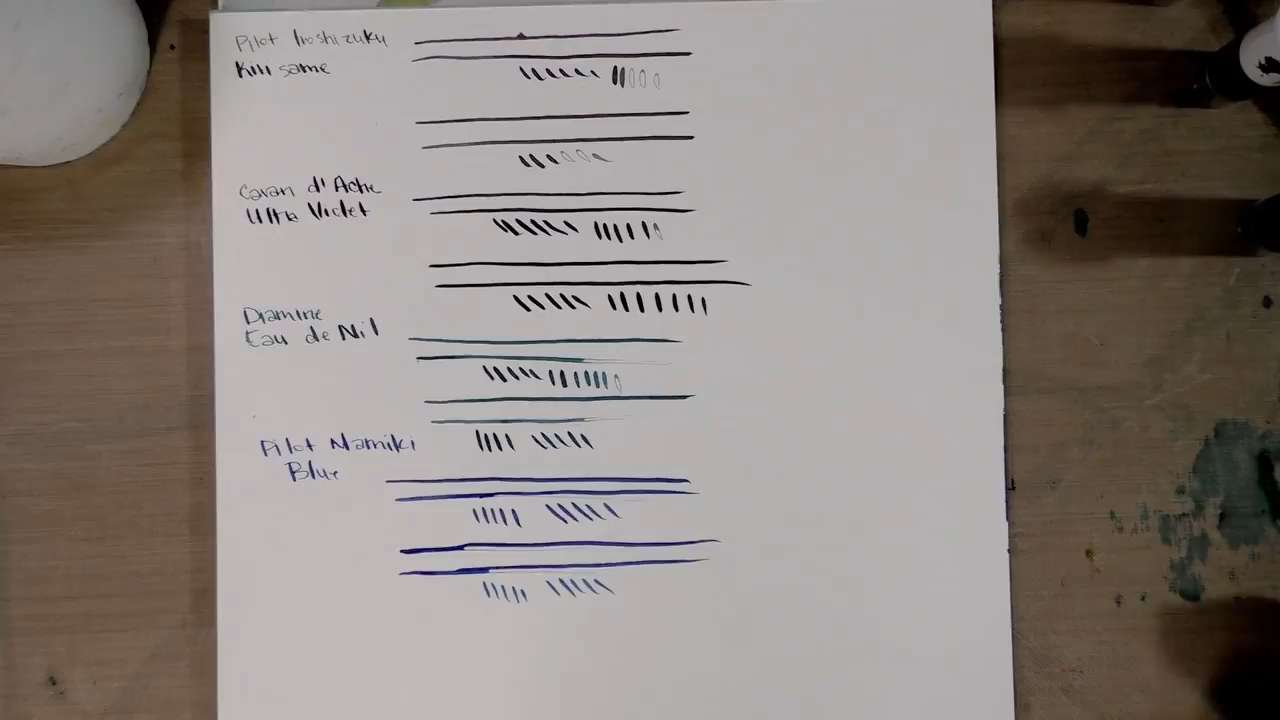 Pilot Iroshizuku
Kiri same
Caran d'Ache
Ultra Violet
Diamine
Eau de Nil
Pilot Namiki
Blue